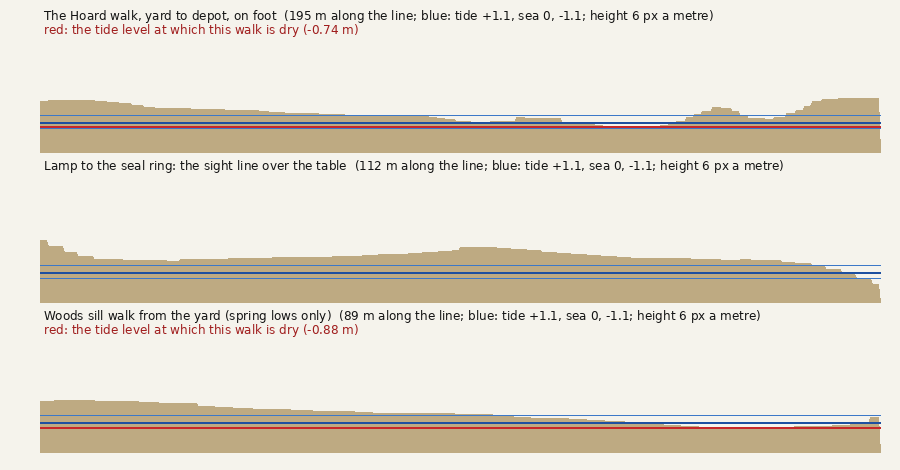 The Hoard walk, yard to depot, on foot  (195 m along the line; blue: tide +1.1, sea 0, -1.1; height 6 px a metre)
red: the tide level at which this walk is dry (-0.74 m)
Lamp to the seal ring: the sight line over the table  (112 m along the line; blue: tide +1.1, sea 0, -1.1; height 6 px a metre)
Woods sill walk from the yard (spring lows only)  (89 m along the line; blue: tide +1.1, sea 0, -1.1; height 6 px a metre)
red: the tide level at which this walk is dry (-0.88 m)